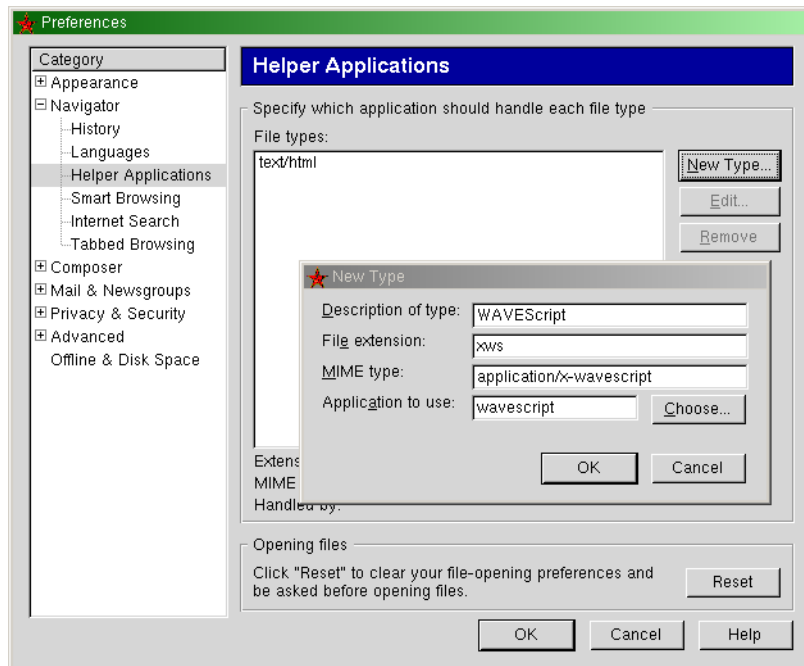 Preferences
Category
Appearance
Navigator
History
Languages
Helper Applications
Smart Browsing
Internet Search
Tabbed Browsing
Composer
Mail & Newsgroups
Privacy & Security
Advanced
Offline & Disk Space
Helper Applications
Specify which application should handle each file type
File types:
text/html
New Type...
Edit...
Remove
New Type
Description of type: WAVEScript
File extension: xws
MIME type: application/x-wavescript
Application to use: wavescript Choose...
OK Cancel
Extens
MIME
Handled by:
Opening files
Click "Reset" to clear your file-opening preferences and
be asked before opening files.
Reset
OK Cancel Help